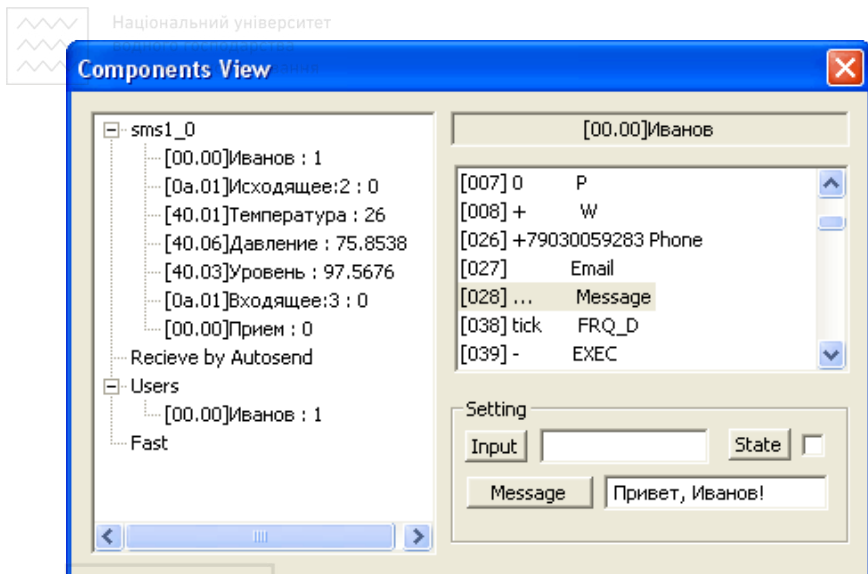 Національний університет
водного господарства
Components View
sms1_0
[00.00]Иванов : 1
[0a.01]Исходящее:2 : 0
[40.01]Температура : 26
[40.06]Давление : 75.8538
[40.03]Уровень : 97.5676
[0a.01]Входящее:3 : 0
[00.00]Прием : 0
Recieve by Autosend
Users
[00.00]Иванов : 1
Fast
[00.00]Иванов
[007] 0 P
[008] + W
[026] +79030059283 Phone
[027] Email
[028] ... Message
[038] tick FRQ_D
[039] - EXEC
Setting
Input
State
Message
Привет, Иванов!